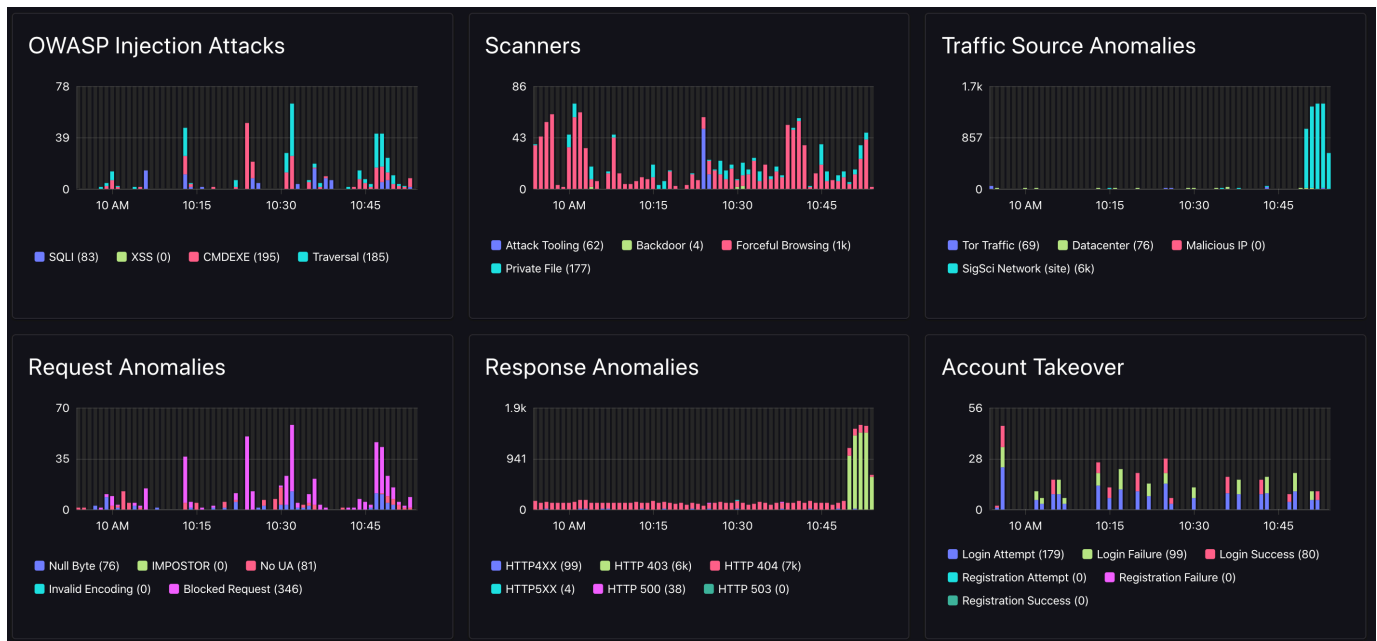 OWASP Injection Attacks
78
39
0
10 AM 10:15 10:30 10:45
SQLI (83) XSS (0) CMDEXE (195) Traversal (185)
Scanners
86
43
0
10 AM 10:15 10:30 10:45
Attack Tooling (62) Backdoor (4) Forceful Browsing (1k)
Private File (177)
Traffic Source Anomalies
1.7k
857
0
10 AM 10:15 10:30 10:45
Tor Traffic (69) Datacenter (76) Malicious IP (0)
SigSci Network (site) (6k)
Request Anomalies
70
35
0
10 AM 10:15 10:30 10:45
Null Byte (76) IMPOSTOR (0) No UA (81)
Invalid Encoding (0) Blocked Request (346)
Response Anomalies
1.9k
941
0
10 AM 10:15 10:30 10:45
HTTP4XX (99) HTTP 403 (6k) HTTP 404 (7k)
HTTP5XX (4) HTTP 500 (38) HTTP 503 (0)
Account Takeover
56
28
0
10 AM 10:15 10:30 10:45
Login Attempt (179) Login Failure (99) Login Success (80)
Registration Attempt (0) Registration Failure (0)
Registration Success (0)